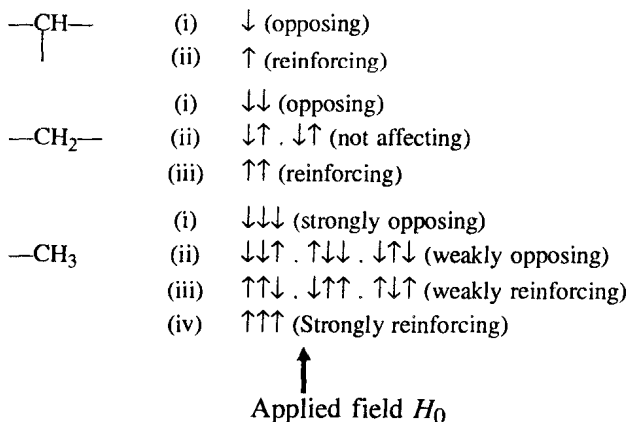 —CH— (i) ↓ (opposing)
(ii) ↑ (reinforcing)
(i) ↓↓ (opposing)
—CH₂— (ii) ↓↑ . ↓↑ (not affecting)
(iii) ↑↑ (reinforcing)
(i) ↓↓↓ (strongly opposing)
—CH₃ (ii) ↓↓↑ . ↑↓↓ . ↓↑↓ (weakly opposing)
(iii) ↑↑↓ . ↓↑↑ . ↑↓↑ (weakly reinforcing)
(iv) ↑↑↑ (Strongly reinforcing)
Applied field H₀